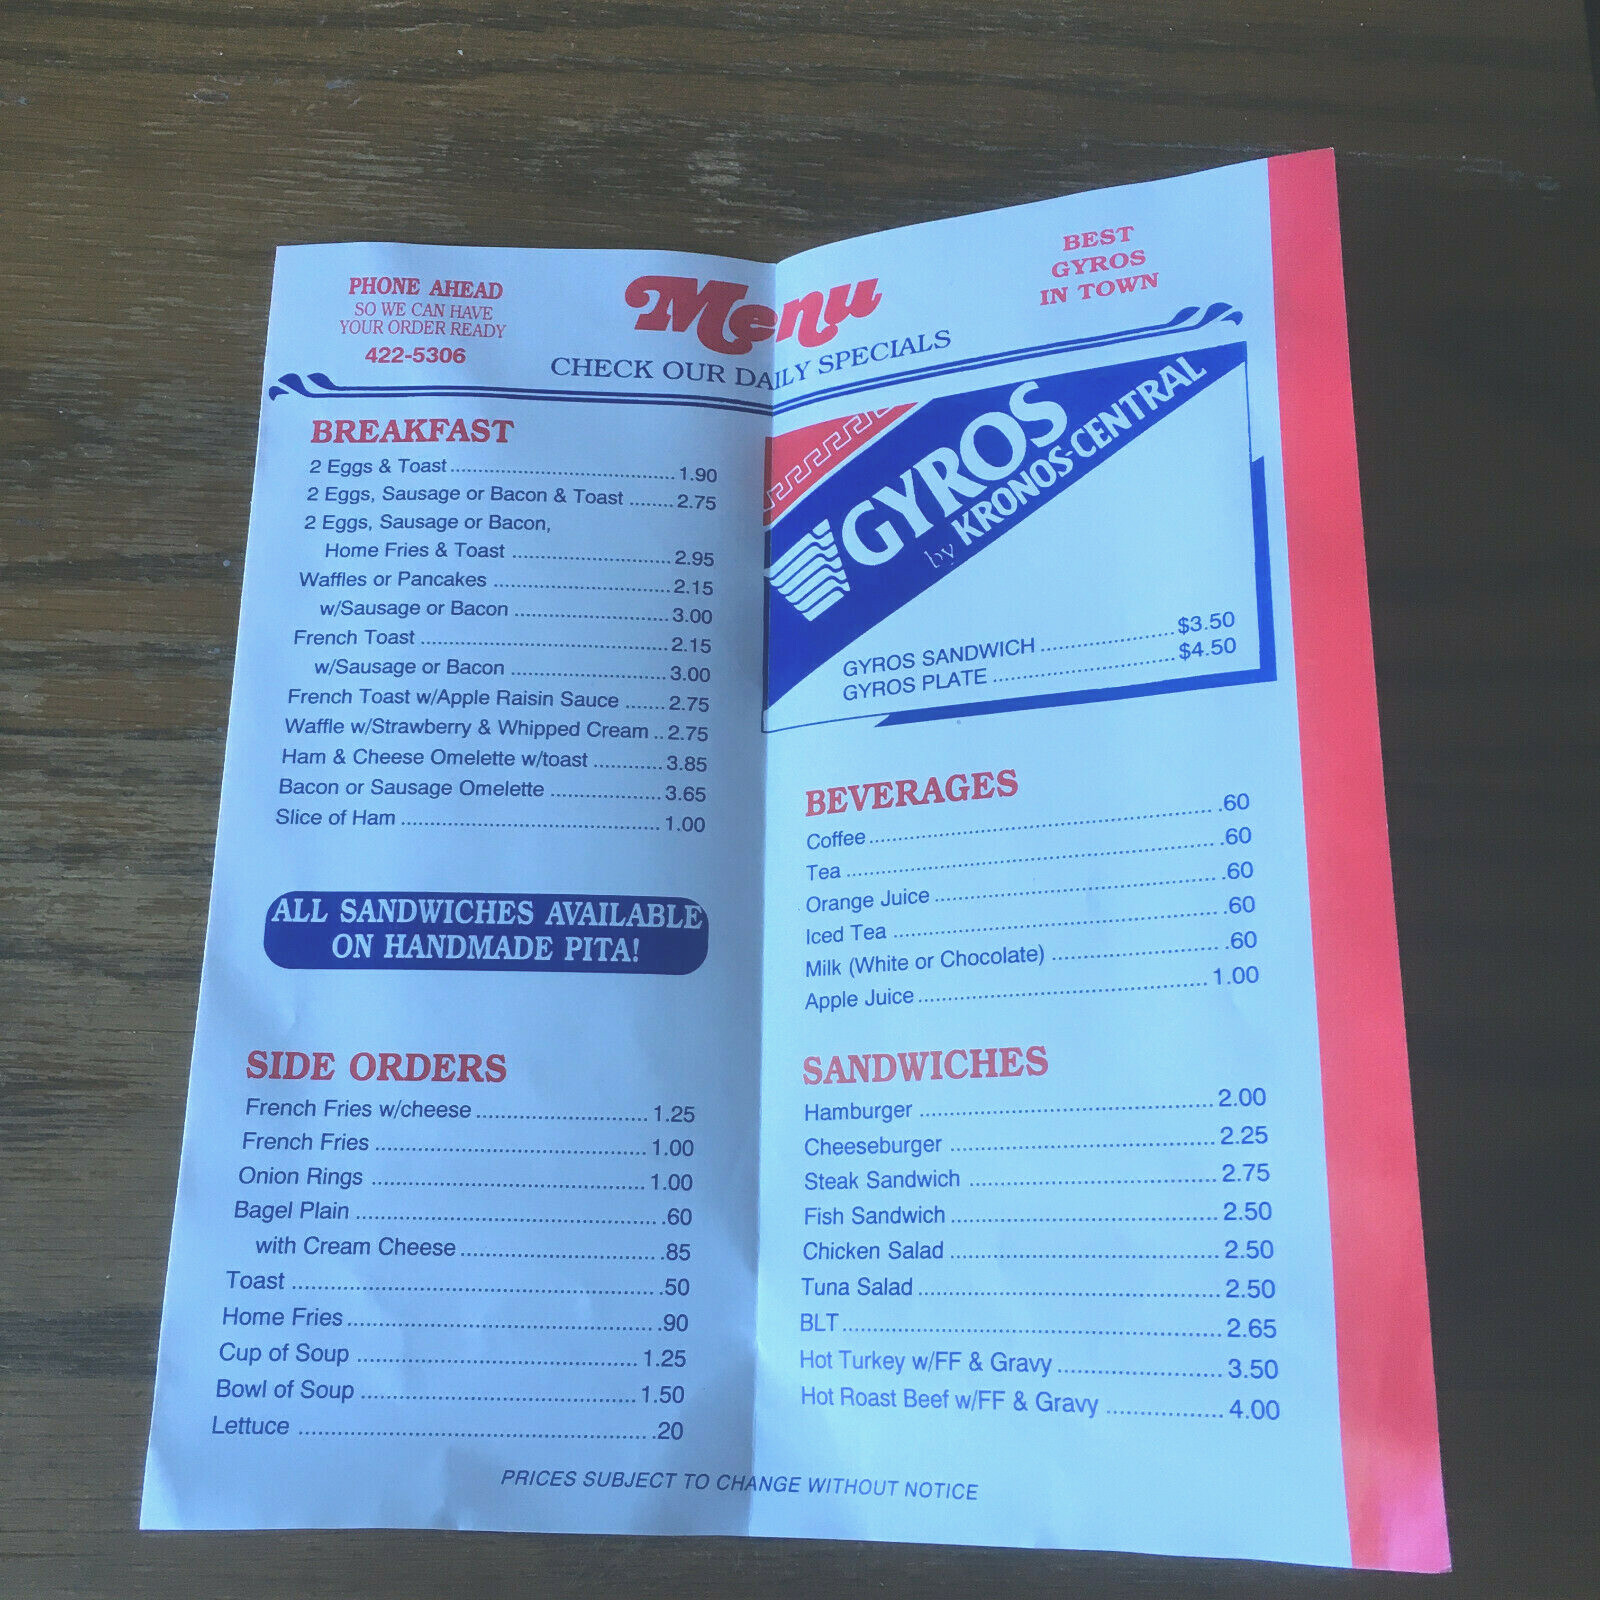 PHONE AHEAD
SO WE CAN HAVE
YOUR ORDER READY
422-5306
Menu
CHECK OUR DAILY SPECIALS
BEST
GYROS
IN TOWN
BREAKFAST
2 Eggs & Toast 1.90
2 Eggs, Sausage or Bacon & Toast 2.75
2 Eggs, Sausage or Bacon,
Home Fries & Toast 2.95
Waffles or Pancakes 2.15
w/Sausage or Bacon 3.00
French Toast 2.15
w/Sausage or Bacon 3.00
French Toast w/Apple Raisin Sauce 2.75
Waffle w/Strawberry & Whipped Cream 2.75
Ham & Cheese Omelette w/toast 3.85
Bacon or Sausage Omelette 3.65
Slice of Ham 1.00
ALL SANDWICHES AVAILABLE
ON HANDMADE PITA!
SIDE ORDERS
French Fries w/cheese 1.25
French Fries 1.00
Onion Rings 1.00
Bagel Plain .60
with Cream Cheese .85
Toast .50
Home Fries .90
Cup of Soup 1.25
Bowl of Soup 1.50
Lettuce .20
GYROS
by KRONOS-CENTRAL
GYROS SANDWICH $3.50
GYROS PLATE $4.50
BEVERAGES
Coffee .60
Tea .60
Orange Juice .60
Iced Tea .60
Milk (White or Chocolate) .60
Apple Juice 1.00
SANDWICHES
Hamburger 2.00
Cheeseburger 2.25
Steak Sandwich 2.75
Fish Sandwich 2.50
Chicken Salad 2.50
Tuna Salad 2.50
BLT 2.65
Hot Turkey w/FF & Gravy 3.50
Hot Roast Beef w/FF & Gravy 4.00
PRICES SUBJECT TO CHANGE WITHOUT NOTICE